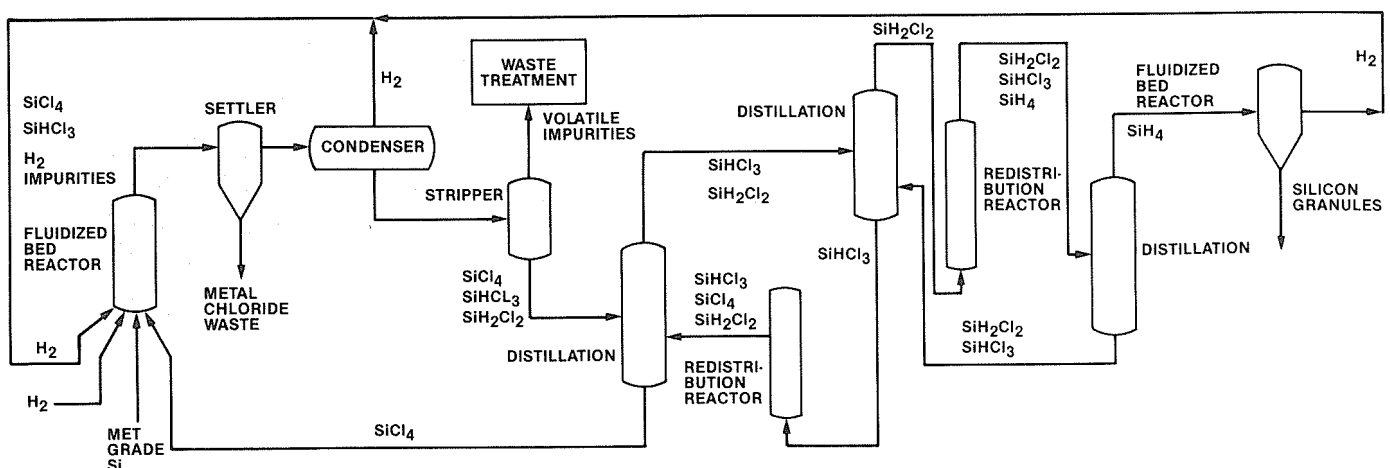 SiCl4
SiHCl3
H2
IMPURITIES
FLUIDIZED
BED
REACTOR
H2
H2
MET
GRADE
Si
SETTLER
METAL
CHLORIDE
WASTE
H2
CONDENSER
WASTE
TREATMENT
VOLATILE
IMPURITIES
STRIPPER
SiCl4
SiHCL3
SiH2Cl2
DISTILLATION
SiCl4
SiHCl3
SiH2Cl2
SiHCl3
SiCl4
SiH2Cl2
REDISTRI-
BUTION
REACTOR
DISTILLATION
SiHCl3
SiH2Cl2
REDISTRI-
BUTION
REACTOR
SiH2Cl2
SiHCl3
SiH4
SiH2Cl2
SiHCl3
DISTILLATION
SiH4
FLUIDIZED
BED
REACTOR
H2
SILICON
GRANULES